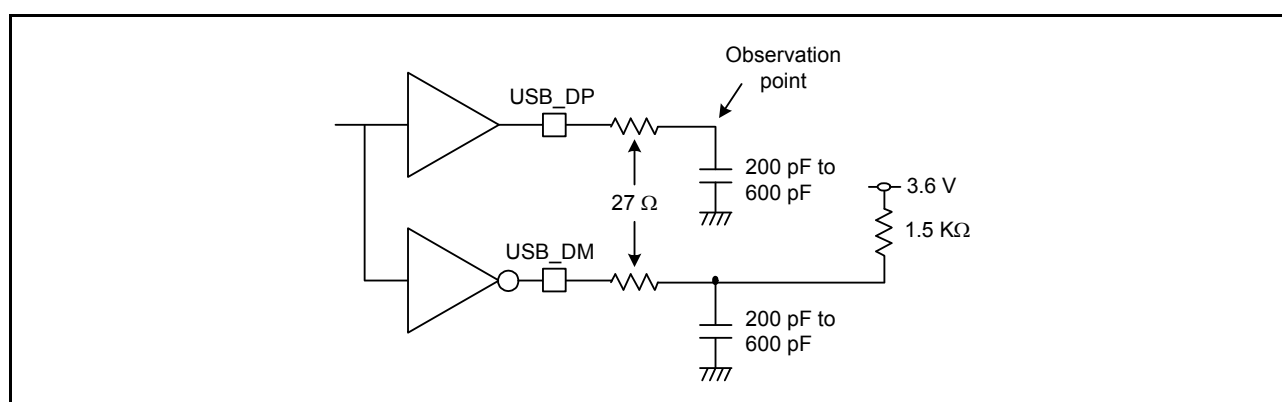 Observation
point
USB_DP
200 pF to
600 pF
27 Ω
3.6 V
1.5 KΩ
USB_DM
200 pF to
600 pF